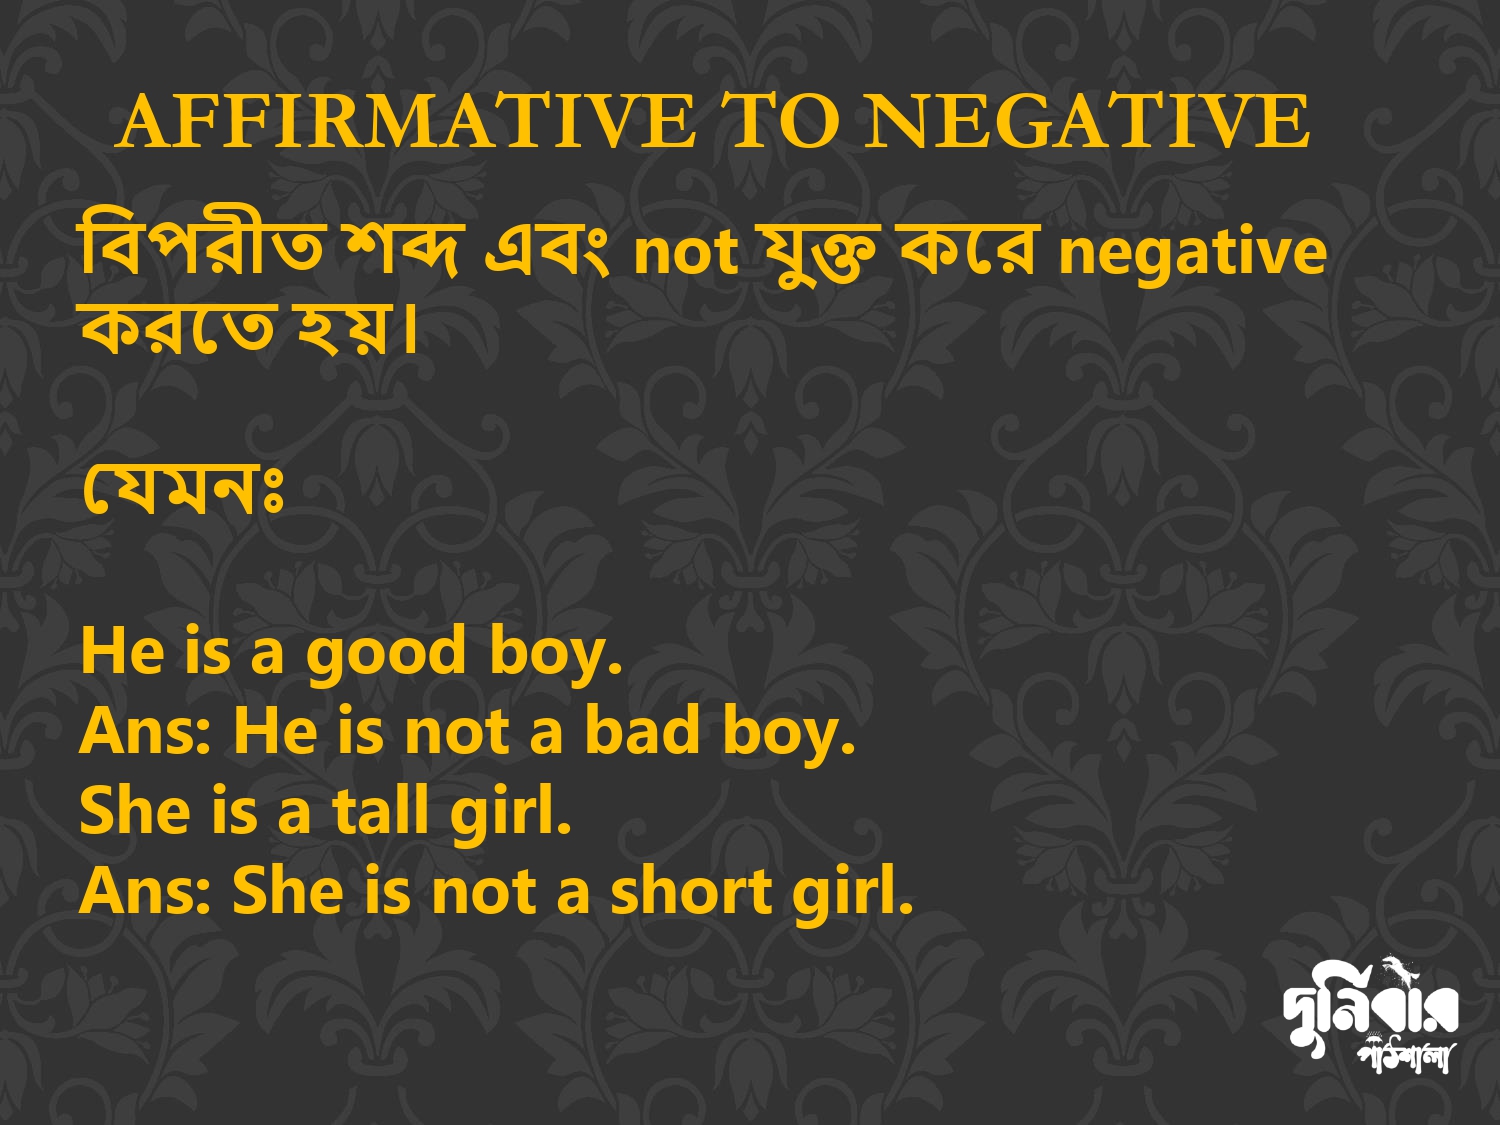 AFFIRMATIVE TO NEGATIVE
বিপরীত শব্দ এবং not যুক্ত করে negative
করতে হয়।
যেমনঃ
He is a good boy.
Ans: He is not a bad boy.
She is a tall girl.
Ans: She is not a short girl.
দুর্নিবার
পাঠশালা